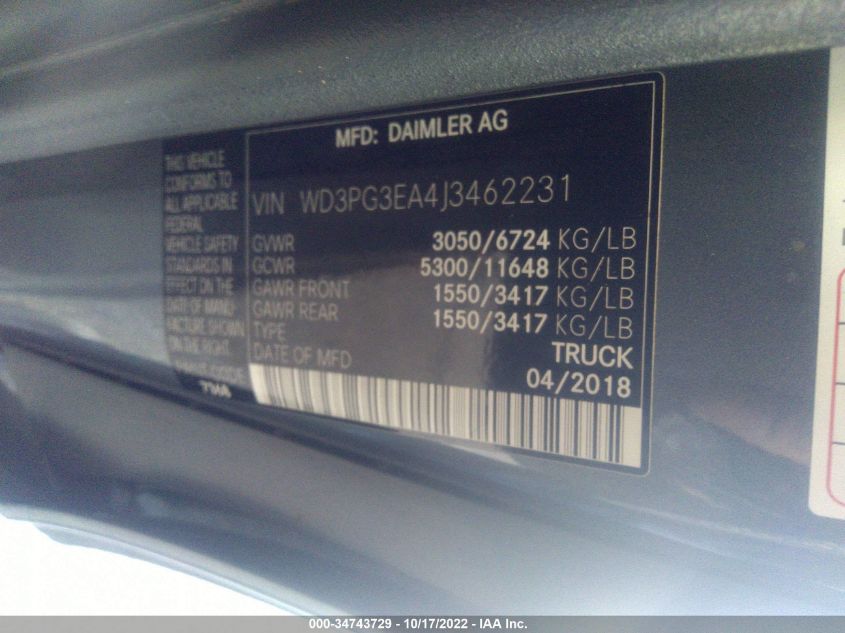 MFD: DAIMLER AG
THIS VEHICLE
CONFORMS TO
ALL APPLICABLE
FEDERAL
VEHICLE SAFETY
STANDARDS IN
EFFECT ON THE
DATE OF MANU-
FACTURE SHOWN
ON THE RIGHT.
VIN WD3PG3EA4J3462231
GVWR 3050/6724 KG/LB
GCWR 5300/11648 KG/LB
GAWR FRONT 1550/3417 KG/LB
GAWR REAR 1550/3417 KG/LB
TYPE TRUCK
DATE OF MFD 04/2018
000-34743729 - 10/17/2022 - IAA Inc.